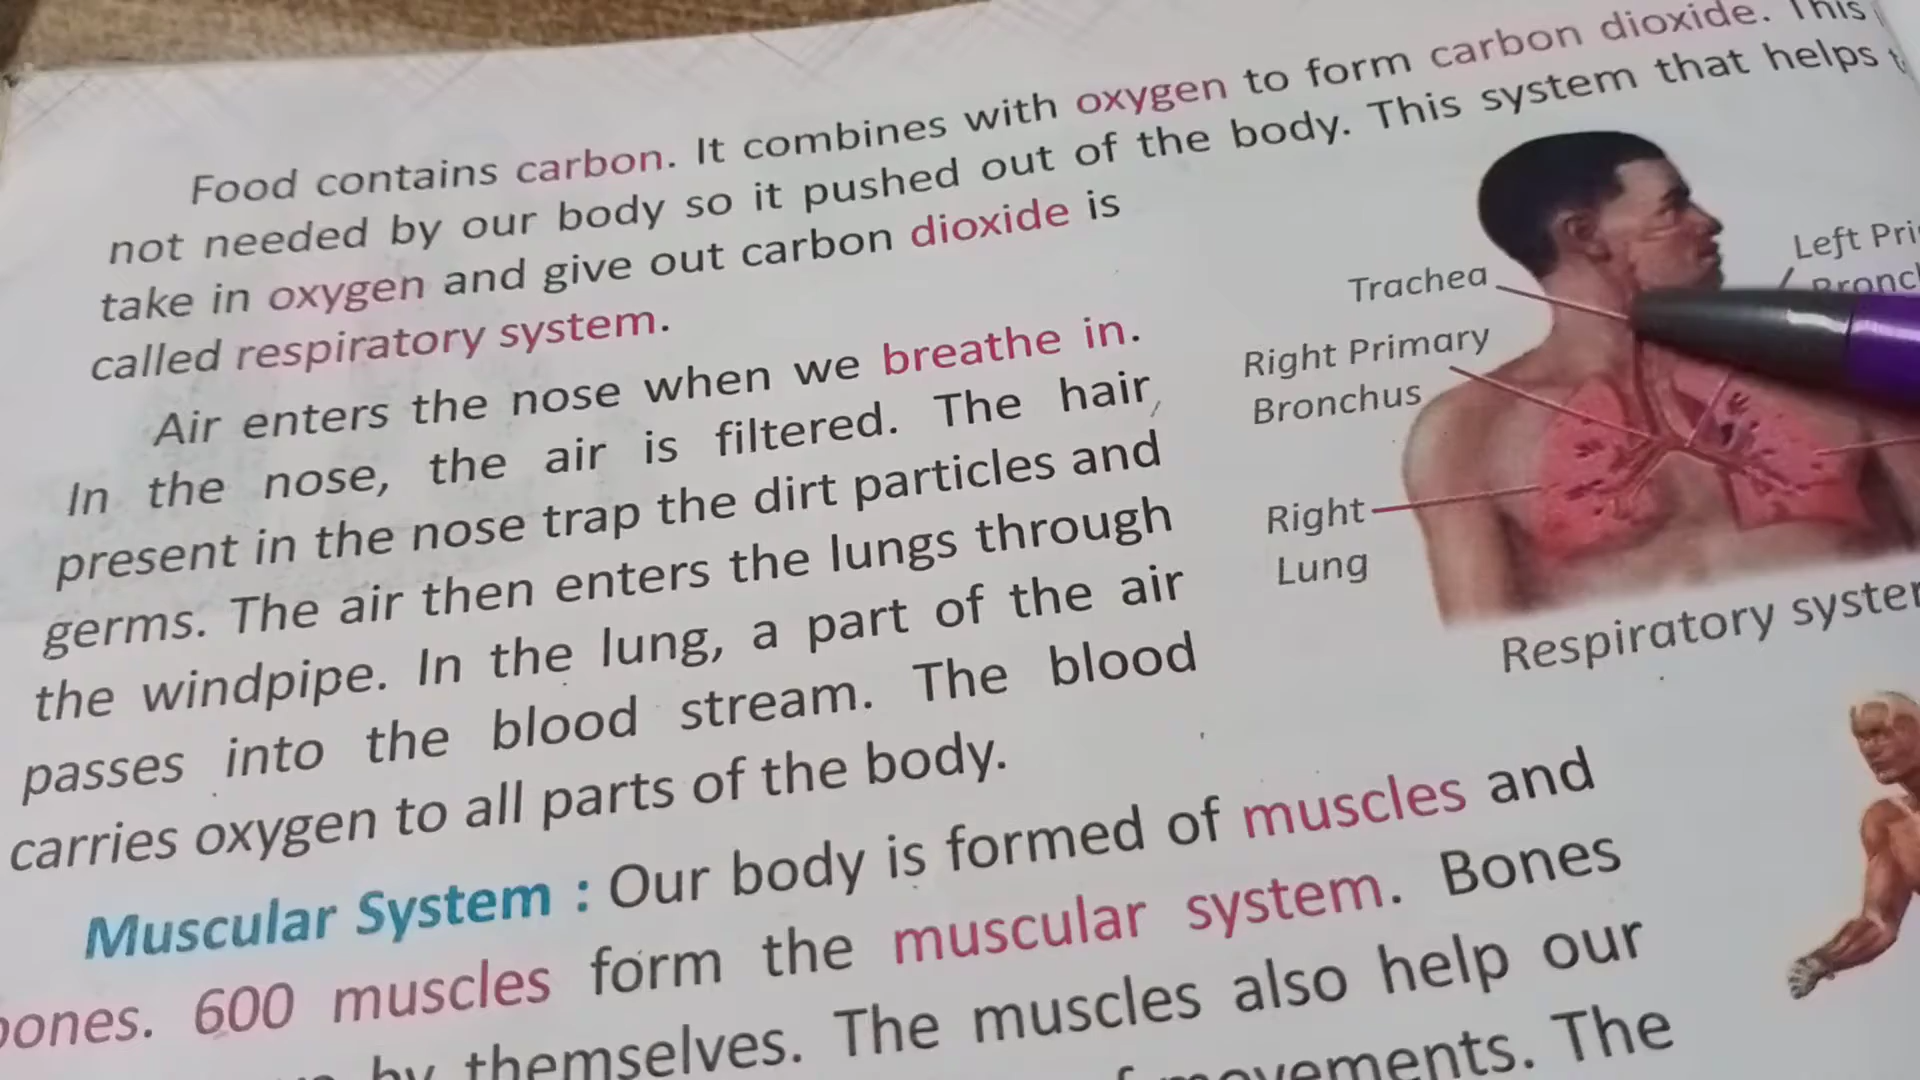 Food contains carbon. It combines with oxygen to form carbon dioxide. This
not needed by our body so it pushed out of the body. This system that helps
take in oxygen and give out carbon dioxide is
called respiratory system.
Air enters the nose when we breathe in.
In the nose, the air is filtered. The hair
present in the nose trap the dirt particles and
germs. The air then enters the lungs through
the windpipe. In the lung, a part of the air
passes into the blood stream. The blood
carries oxygen to all parts of the body.
Trachea
Left
Right Primary
Bronchus
Right
Lung
Respiratory
Muscular System : Our body is formed of muscles and
bones. 600 muscles form the muscular system. Bones
by themselves. The muscles also help our
movements. The